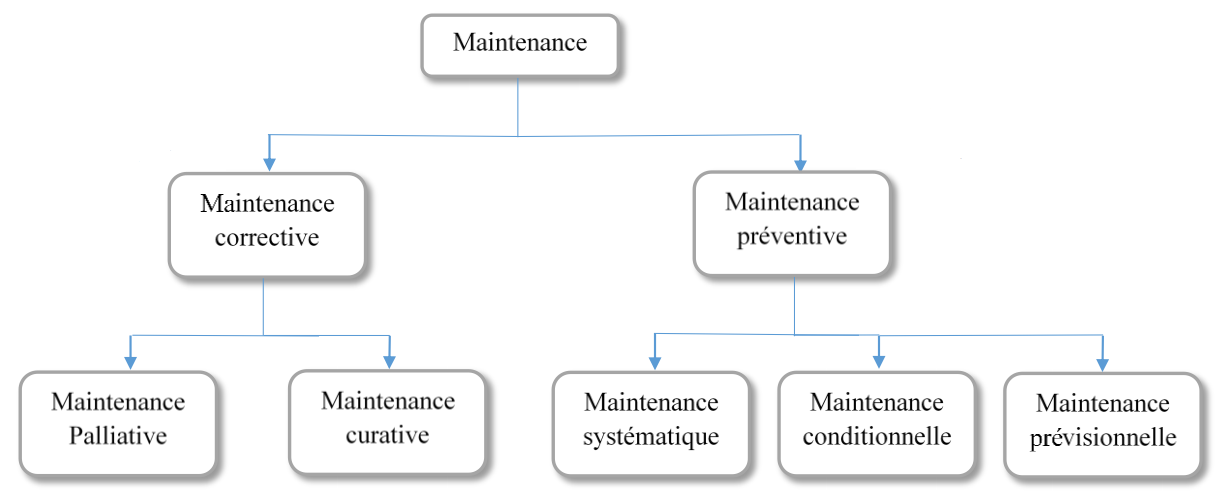 Maintenance
Maintenance
corrective
Maintenance
préventive
Maintenance
Palliative
Maintenance
curative
Maintenance
systématique
Maintenance
conditionnelle
Maintenance
prévisionnelle